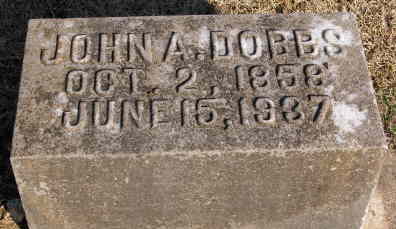 JOHN A. DOBBS
OCT. 2, 1858
JUNE 15, 1937